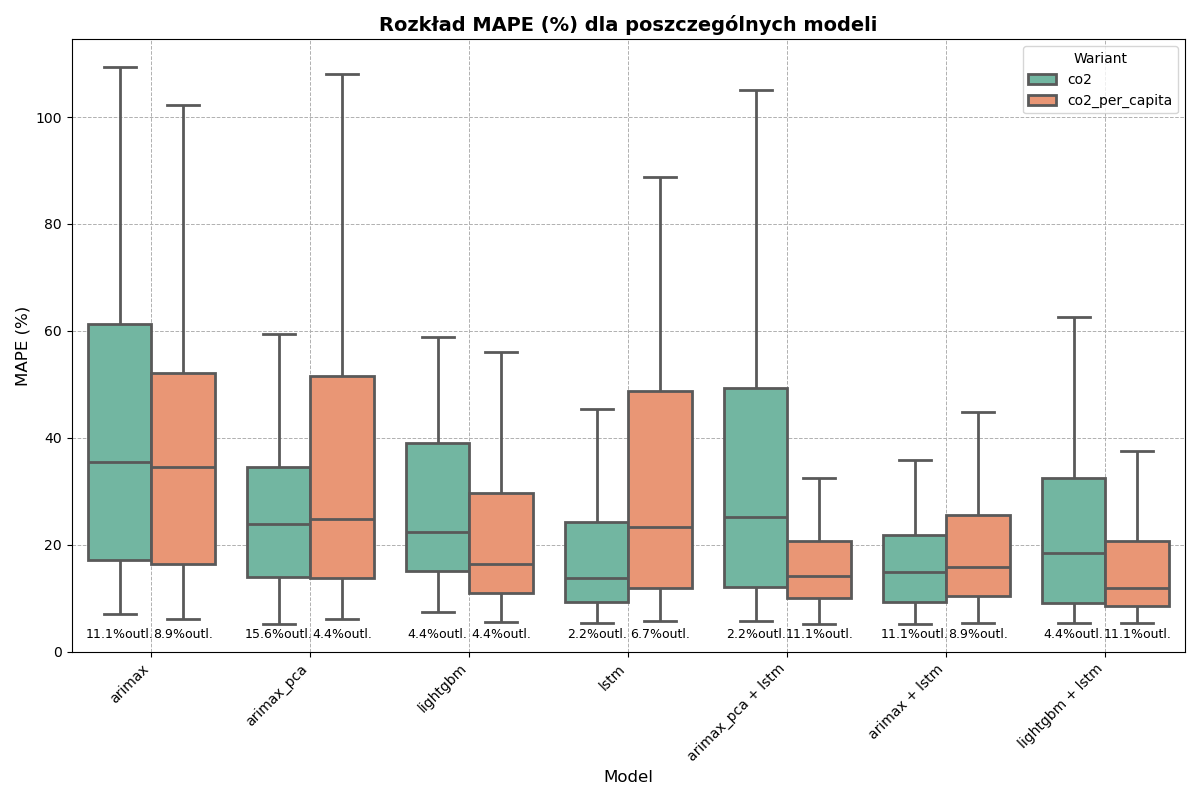 Rozkład MAPE (%) dla poszczególnych modeli
Wariant
co2
co2_per_capita
MAPE (%)
100
80
60
40
20
0
11.1%outl. 8.9%outl. 15.6%outl. 4.4%outl. 4.4%outl. 4.4%outl. 2.2%outl. 6.7%outl. 2.2%outl. 11.1%outl. 11.1%outl. 8.9%outl. 4.4%outl. 11.1%outl.
arimax
arimax_pca
lightgbm
lstm
arimax_pca + lstm
arimax + lstm
lightgbm + lstm
Model